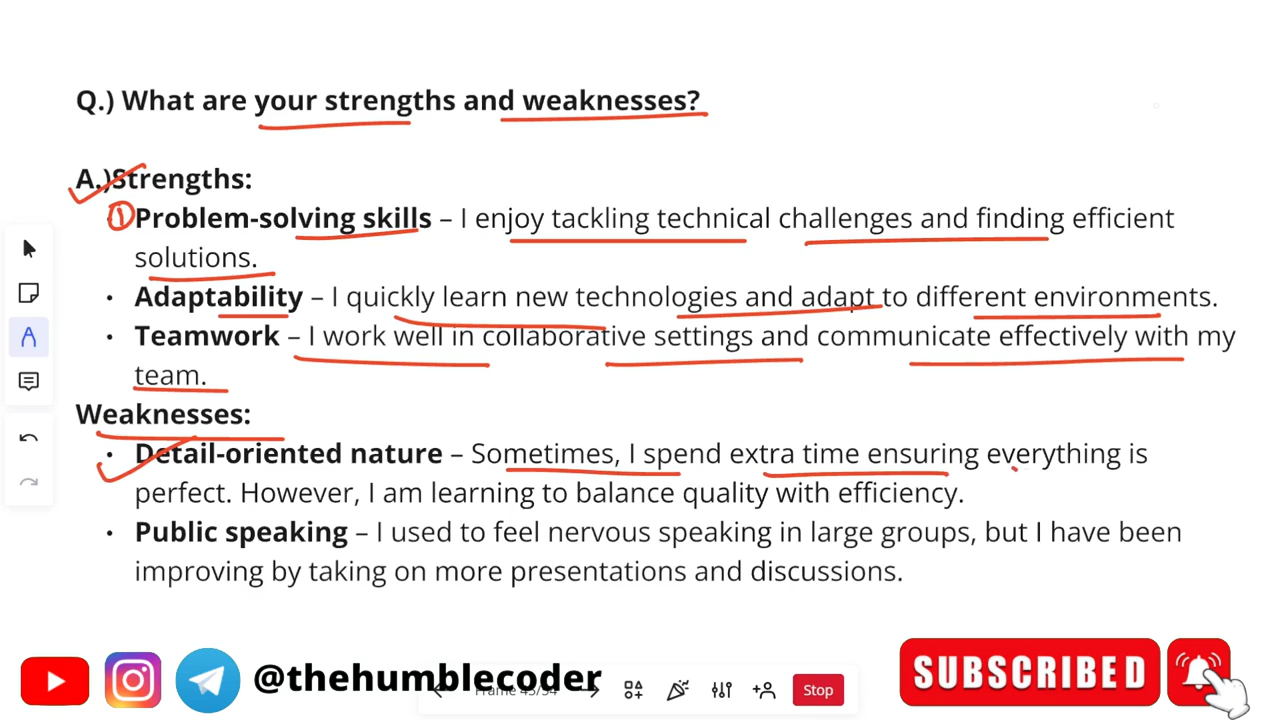 Q.) What are your strengths and weaknesses?
A.)Strengths:
① Problem-solving skills – I enjoy tackling technical challenges and finding efficient
solutions.
• Adaptability – I quickly learn new technologies and adapt to different environments.
• Teamwork – I work well in collaborative settings and communicate effectively with my
team.
Weaknesses:
• Detail-oriented nature – Sometimes, I spend extra time ensuring everything is
perfect. However, I am learning to balance quality with efficiency.
• Public speaking – I used to feel nervous speaking in large groups, but I have been
improving by taking on more presentations and discussions.
@thehumblecoder
Frame
Stop
SUBSCRIBED